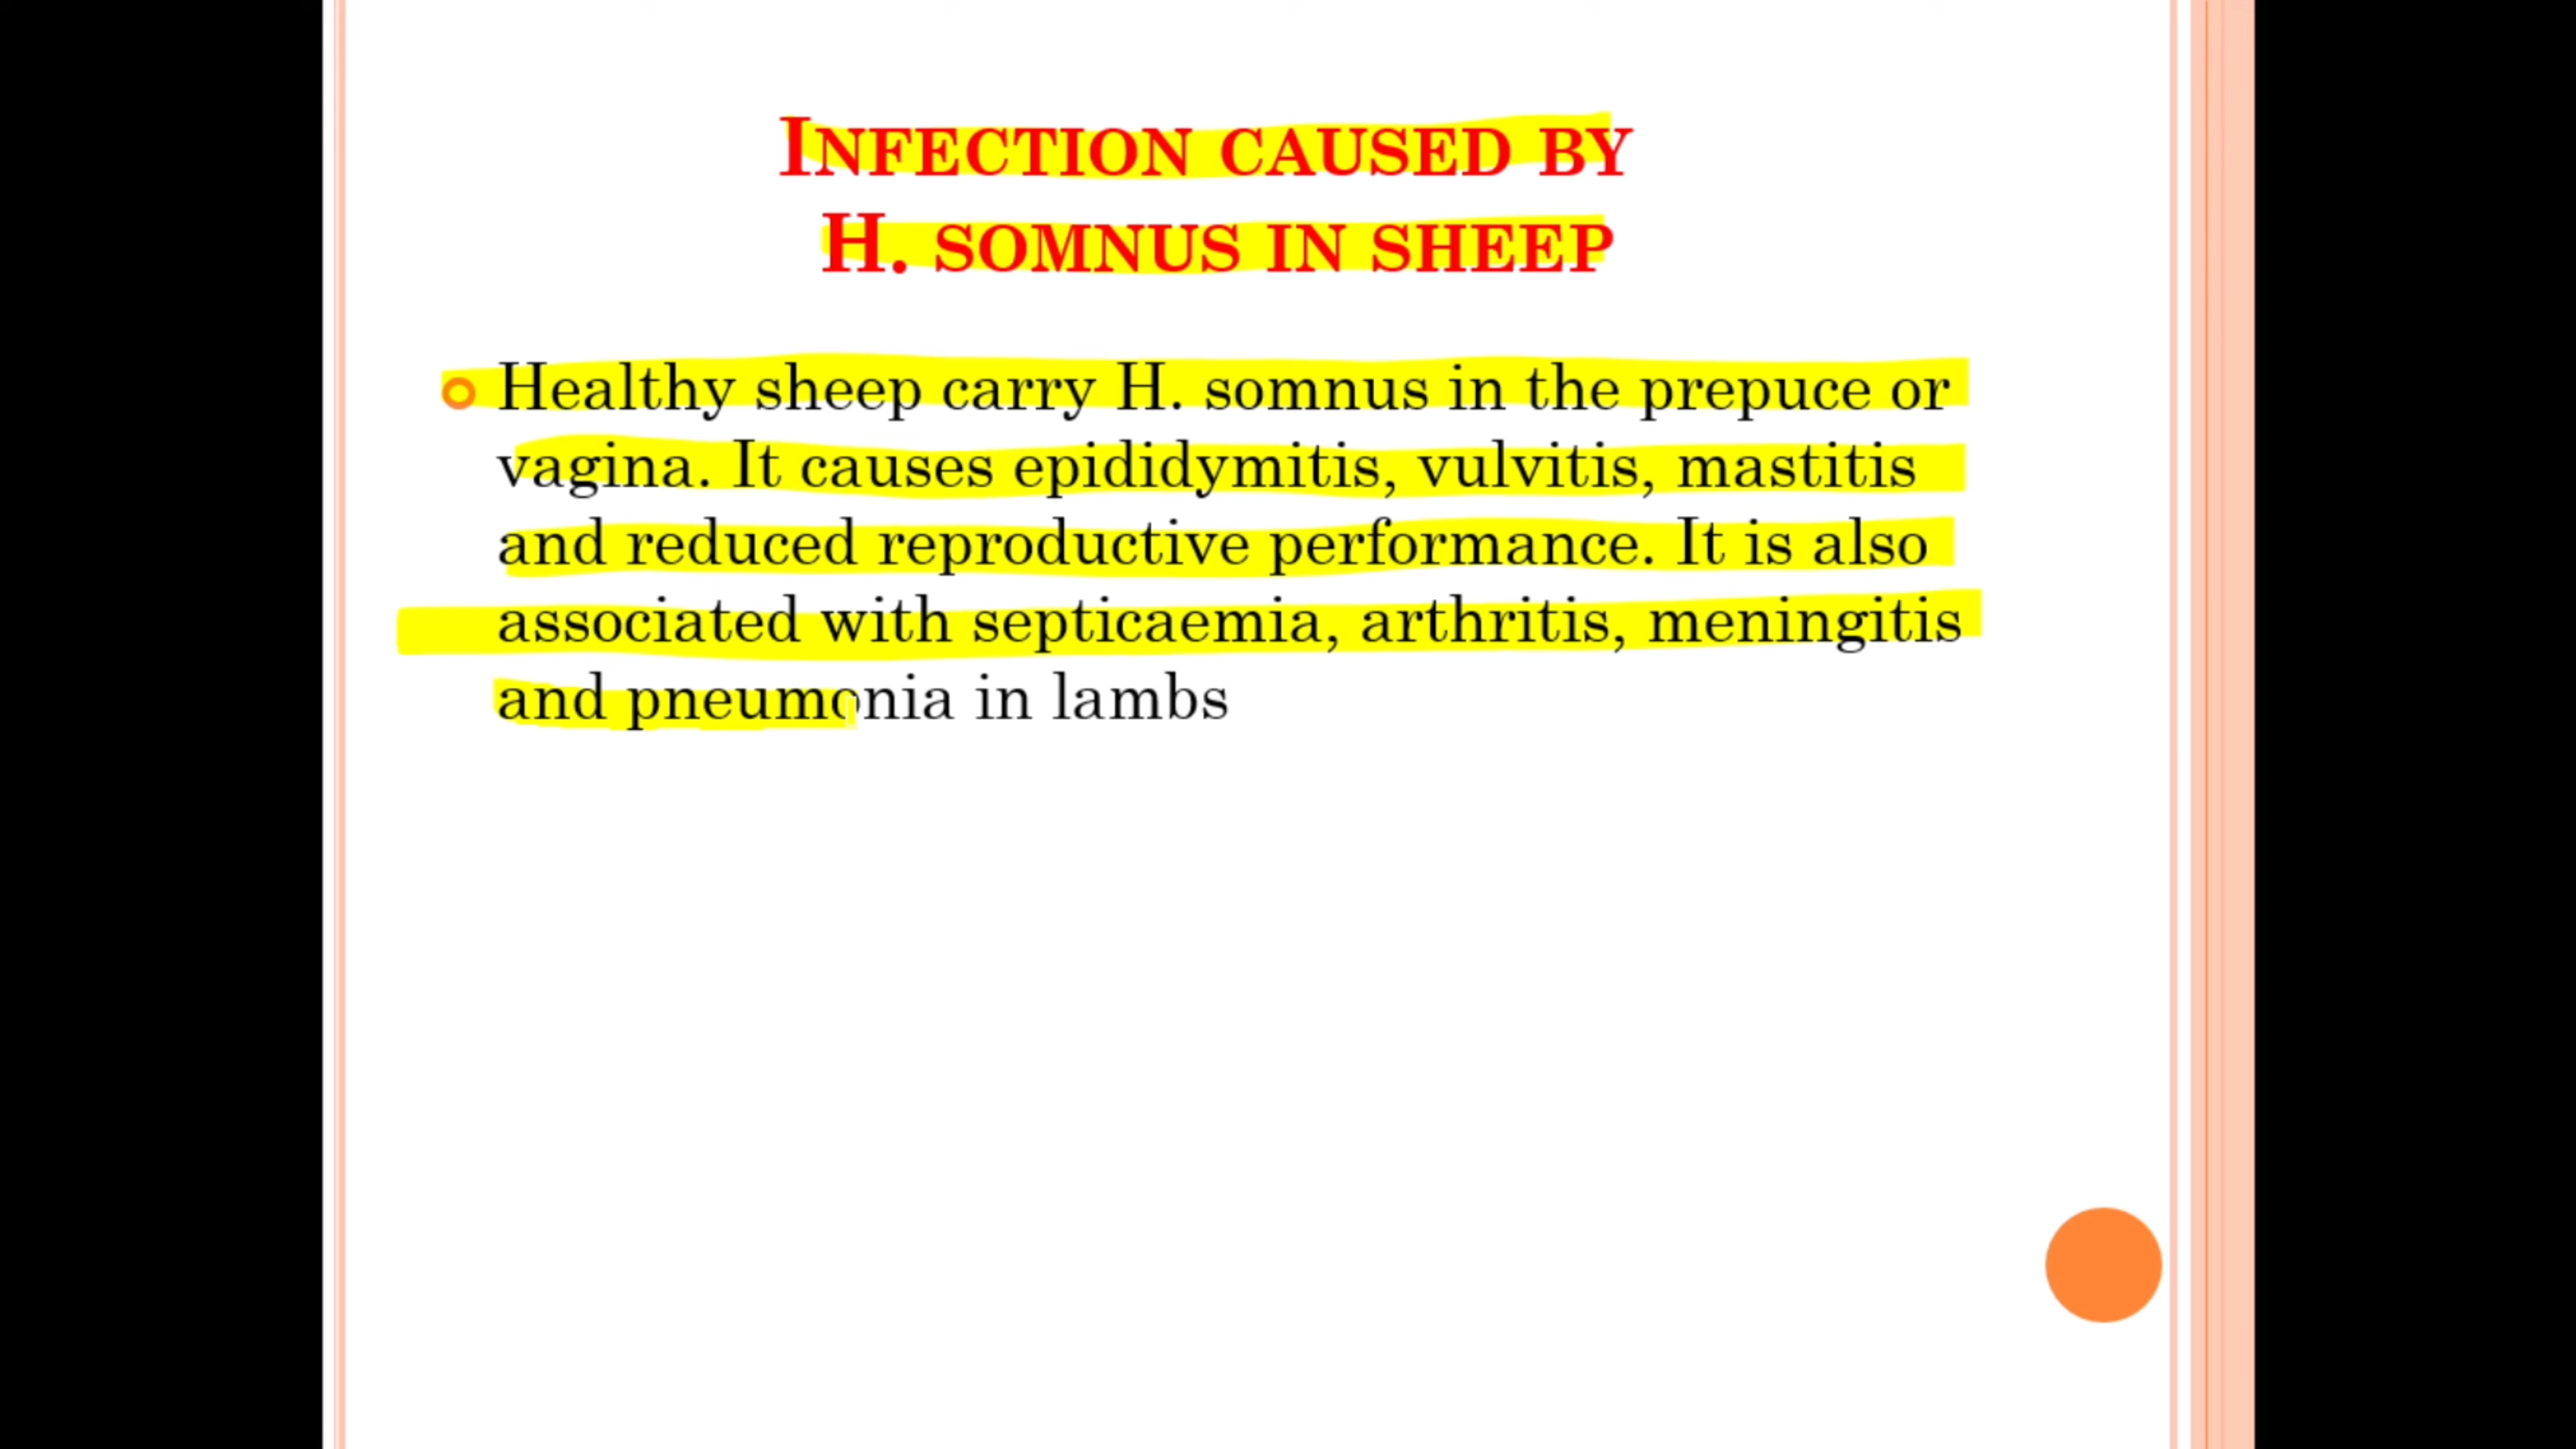 INFECTION CAUSED BY
H. SOMNUS IN SHEEP
Healthy sheep carry H. somnus in the prepuce or
vagina. It causes epididymitis, vulvitis, mastitis
and reduced reproductive performance. It is also
associated with septicaemia, arthritis, meningitis
and pneumonia in lambs